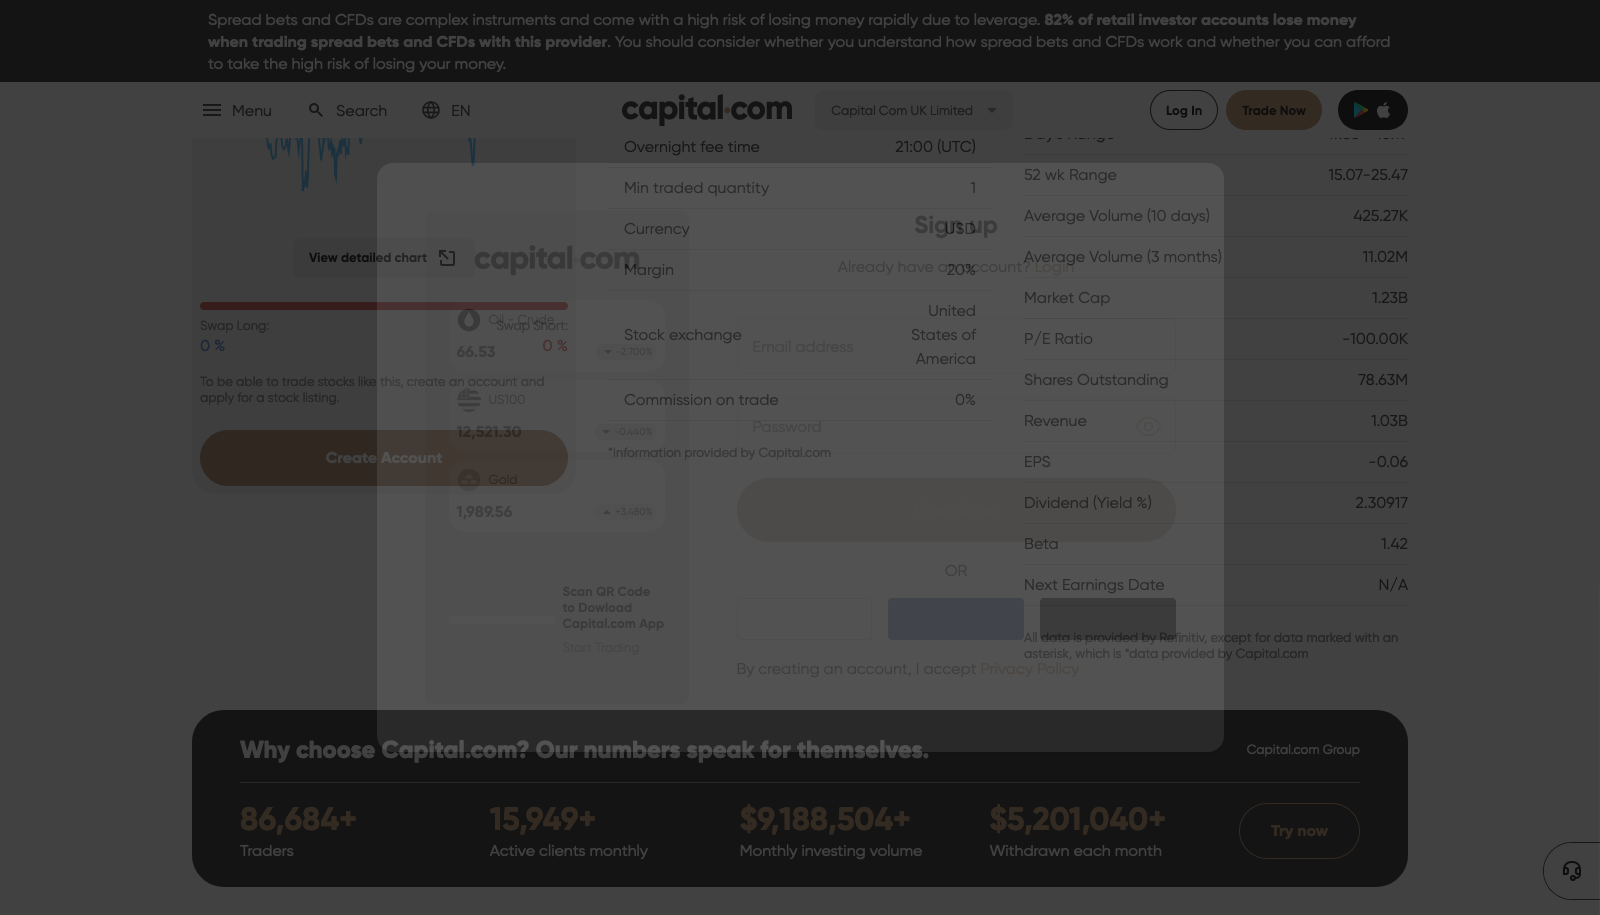 Spread bets and CFDs are complex instruments and come with a high risk of losing money rapidly due to leverage. 82% of retail investor accounts lose money
when trading spread bets and CFDs with this provider. You should consider whether you understand how spread bets and CFDs work and whether you can afford
to take the high risk of losing your money.
Menu
Search
EN
capital.com
Capital Com UK Limited
Log In
Trade Now
View detailed chart
Swap Long:
Swap Short:
0 %
0 %
To be able to trade stocks like this, create an account and
apply for a stock listing.
Create Account
Overnight fee time 21:00 (UTC)
Min traded quantity 1
Currency USD
Margin 20%
Stock exchange
United
States of
America
Commission on trade 0%
*information provided by Capital.com
52 wk Range 15.07-25.47
Average Volume (10 days) 425.27K
Average Volume (3 months) 11.02M
Market Cap 1.23B
P/E Ratio -100.00K
Shares Outstanding 78.63M
Revenue 1.03B
EPS -0.06
Dividend (Yield %) 2.30917
Beta 1.42
Next Earnings Date N/A
All data is provided by Refinitiv, except for data marked with an
asterisk, which is *data provided by Capital.com
capital.com
Oil - Crude
66.53 -2.700%
US100
12,521.30 -0.440%
Gold
1,989.56 +3.480%
Scan QR Code
to Dowload
Capital.com App
Start Trading
Sign up
Already have an account? Login
Email address
Password
OR
By creating an account, I accept Privacy Policy
Why choose Capital.com? Our numbers speak for themselves.
Capital.com Group
86,684+
Traders
15,949+
Active clients monthly
$9,188,504+
Monthly investing volume
$5,201,040+
Withdrawn each month
Try now